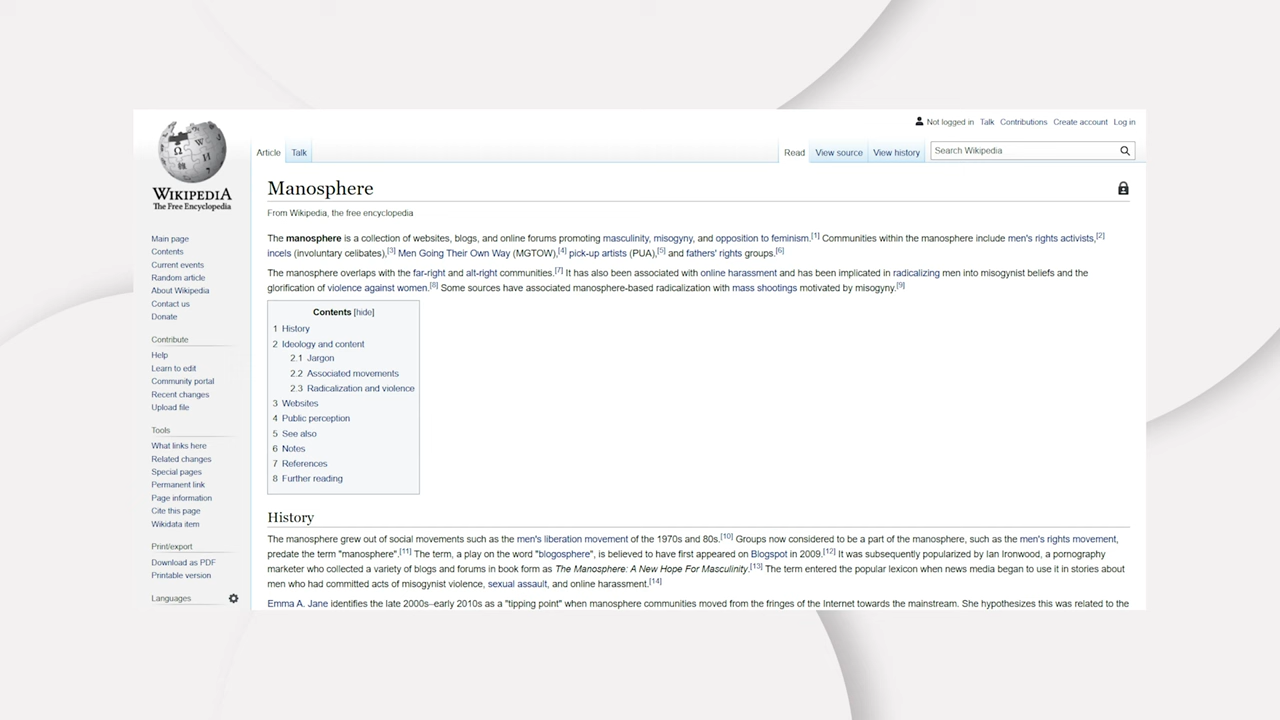 Not logged in Talk Contributions Create account Log in
Article Talk Read View source View history Search Wikipedia
WIKIPEDIA
The Free Encyclopedia
Main page
Contents
Current events
Random article
About Wikipedia
Contact us
Donate
Contribute
Help
Learn to edit
Community portal
Recent changes
Upload file
Tools
What links here
Related changes
Special pages
Permanent link
Page information
Cite this page
Wikidata item
Print/export
Download as PDF
Printable version
Languages
Manosphere
From Wikipedia, the free encyclopedia
The manosphere is a collection of websites, blogs, and online forums promoting masculinity, misogyny, and opposition to feminism.[1] Communities within the manosphere include men's rights activists,[2]
incels (involuntary celibates),[3] Men Going Their Own Way (MGTOW),[4] pick-up artists (PUA),[5] and fathers' rights groups.[6]
The manosphere overlaps with the far-right and alt-right communities.[7] It has also been associated with online harassment and has been implicated in radicalizing men into misogynist beliefs and the
glorification of violence against women.[8] Some sources have associated manosphere-based radicalization with mass shootings motivated by misogyny.[9]
Contents [hide]
1 History
2 Ideology and content
2.1 Jargon
2.2 Associated movements
2.3 Radicalization and violence
3 Websites
4 Public perception
5 See also
6 Notes
7 References
8 Further reading
History
The manosphere grew out of social movements such as the men's liberation movement of the 1970s and 80s.[10] Groups now considered to be a part of the manosphere, such as the men's rights movement,
predate the term "manosphere".[11] The term, a play on the word "blogosphere", is believed to have first appeared on Blogspot in 2009.[12] It was subsequently popularized by Ian Ironwood, a pornography
marketer who collected a variety of blogs and forums in book form as The Manosphere: A New Hope For Masculinity.[13] The term entered the popular lexicon when news media began to use it in stories about
men who had committed acts of misogynist violence, sexual assault, and online harassment.[14]
Emma A. Jane identifies the late 2000s–early 2010s as a "tipping point" when manosphere communities moved from the fringes of the Internet towards the mainstream. She hypothesizes this was related to the